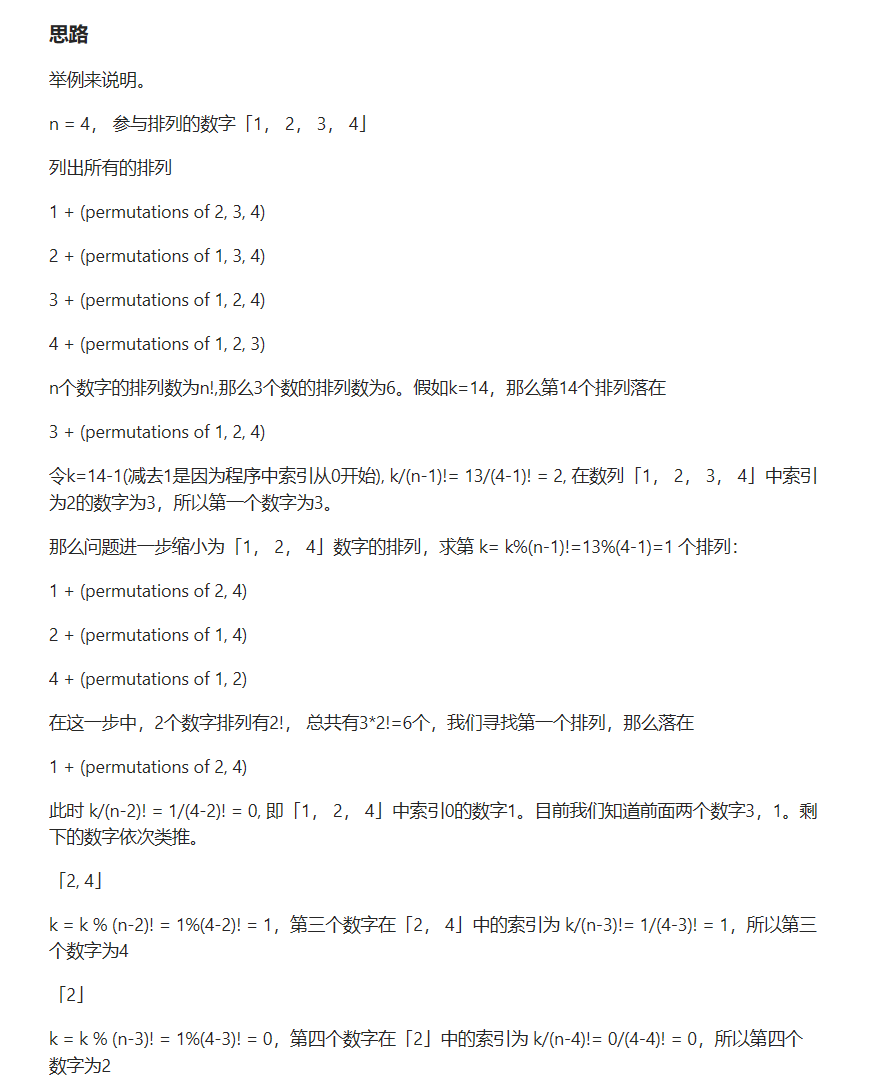 思路
举例来说明。
n = 4， 参与排列的数字「1， 2， 3， 4」
列出所有的排列
1 + (permutations of 2, 3, 4)
2 + (permutations of 1, 3, 4)
3 + (permutations of 1, 2, 4)
4 + (permutations of 1, 2, 3)
n个数字的排列数为n!,那么3个数的排列数为6。假如k=14，那么第14个排列落在
3 + (permutations of 1, 2, 4)
令k=14-1(减去1是因为程序中索引从0开始), k/(n-1)!= 13/(4-1)! = 2, 在数列「1， 2， 3， 4」中索引
为2的数字为3，所以第一个数字为3。
那么问题进一步缩小为「1， 2， 4」数字的排列，求第 k= k%(n-1)!=13%(4-1)=1 个排列：
1 + (permutations of 2, 4)
2 + (permutations of 1, 4)
4 + (permutations of 1, 2)
在这一步中，2个数字排列有2!， 总共有3*2!=6个，我们寻找第一个排列，那么落在
1 + (permutations of 2, 4)
此时 k/(n-2)! = 1/(4-2)! = 0, 即「1， 2， 4」中索引0的数字1。目前我们知道前面两个数字3，1。剩
下的数字依次类推。
「2, 4」
k = k % (n-2)! = 1%(4-2)! = 1，第三个数字在「2， 4」中的索引为 k/(n-3)!= 1/(4-3)! = 1，所以第三
个数字为4
「2」
k = k % (n-3)! = 1%(4-3)! = 0，第四个数字在「2」中的索引为 k/(n-4)!= 0/(4-4)! = 0，所以第四个
数字为2